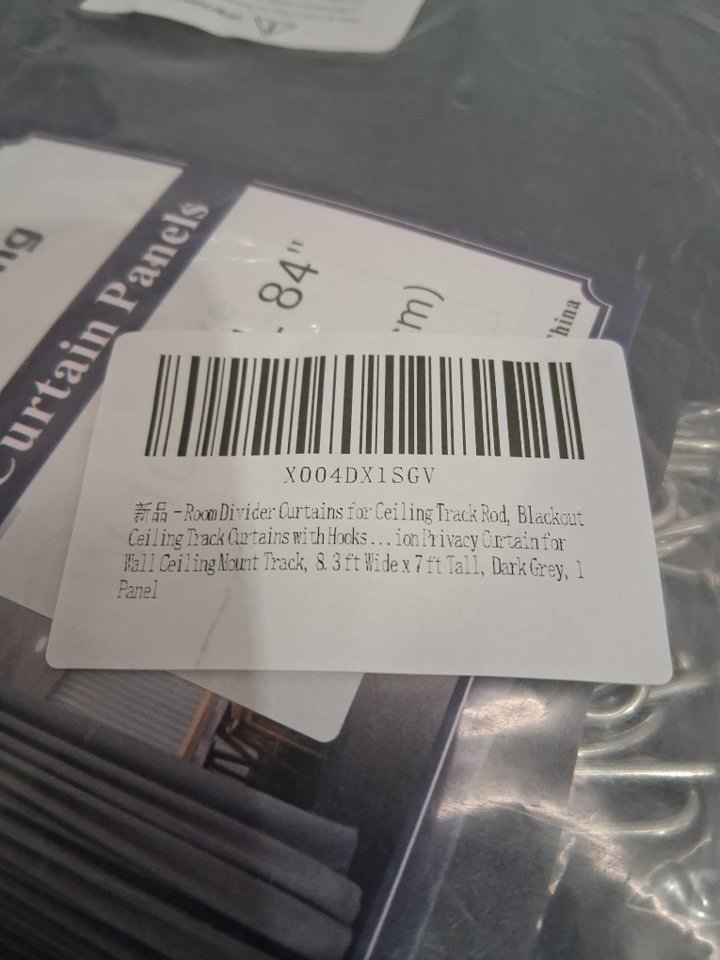 Curtain Panels
84"
X004DX1SGV
新品 - Room Divider Curtains for Ceiling Track Rod, Blackout
Ceiling Track Curtains with Hooks...ion Privacy Curtain for
Wall Ceiling Mount Track, 8.3 ft Wide x 7 ft Tall, Dark Grey, 1
Panel